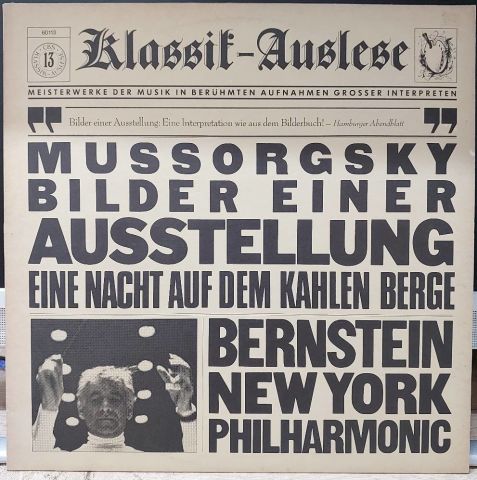 60113
13
Klassik-Auslese
MEISTERWERKE DER MUSIK IN BERÜHMTEN AUFNAHMEN GROSSER INTERPRETEN
Bilder einer Ausstellung: Eine Interpretation wie aus dem Bilderbuch! – Hamburger Abendblatt
MUSSORGSKY
BILDER EINER
AUSSTELLUNG
EINE NACHT AUF DEM KAHLEN BERGE
BERNSTEIN
NEW YORK
PHILHARMONIC